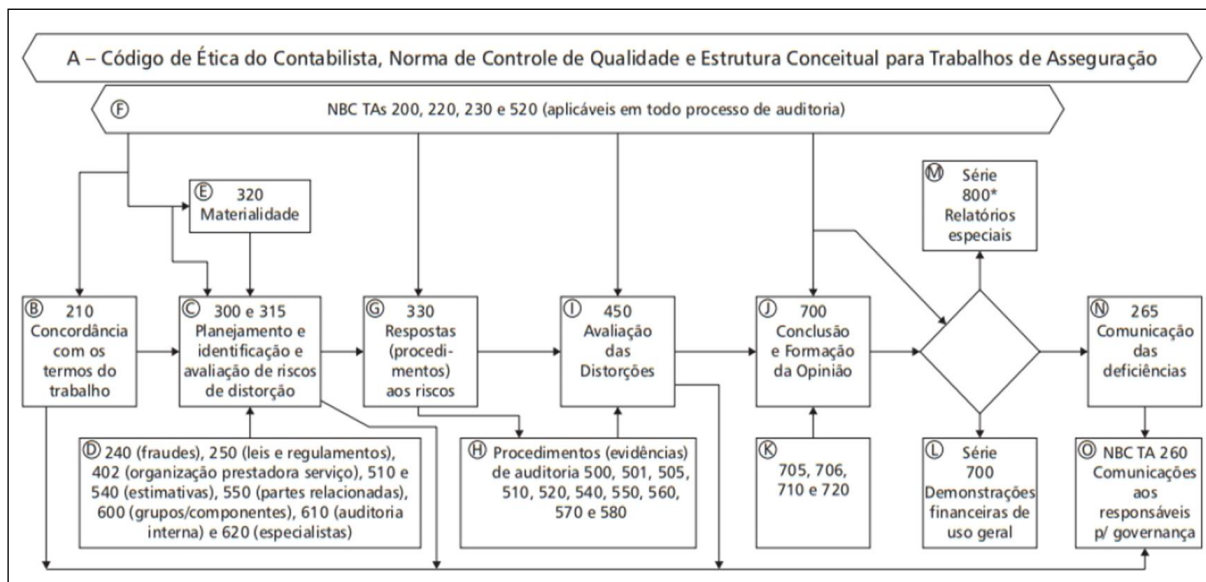 A – Código de Ética do Contabilista, Norma de Controle de Qualidade e Estrutura Conceitual para Trabalhos de Asseguração
F NBC TAs 200, 220, 230 e 520 (aplicáveis em todo processo de auditoria)
E 320
Materialidade
M Série
800*
Relatórios
especiais
B 210
Concordância
com os
termos do
trabalho
C 300 e 315
Planejamento e
identificação e
avaliação de riscos
de distorção
G 330
Respostas
(procedi-
mentos)
aos riscos
I 450
Avaliação
das
Distorções
J 700
Conclusão
e Formação
da Opinião
N 265
Comunicação
das
deficiências
D 240 (fraudes), 250 (leis e regulamentos),
402 (organização prestadora serviço), 510 e
540 (estimativas), 550 (partes relacionadas),
600 (grupos/componentes), 610 (auditoria
interna) e 620 (especialistas)
H Procedimentos (evidências)
de auditoria 500, 501, 505,
510, 520, 540, 550, 560,
570 e 580
K
705, 706,
710 e 720
L Série
700
Demonstrações
financeiras de
uso geral
O NBC TA 260
Comunicações
aos
responsáveis
p/ governança